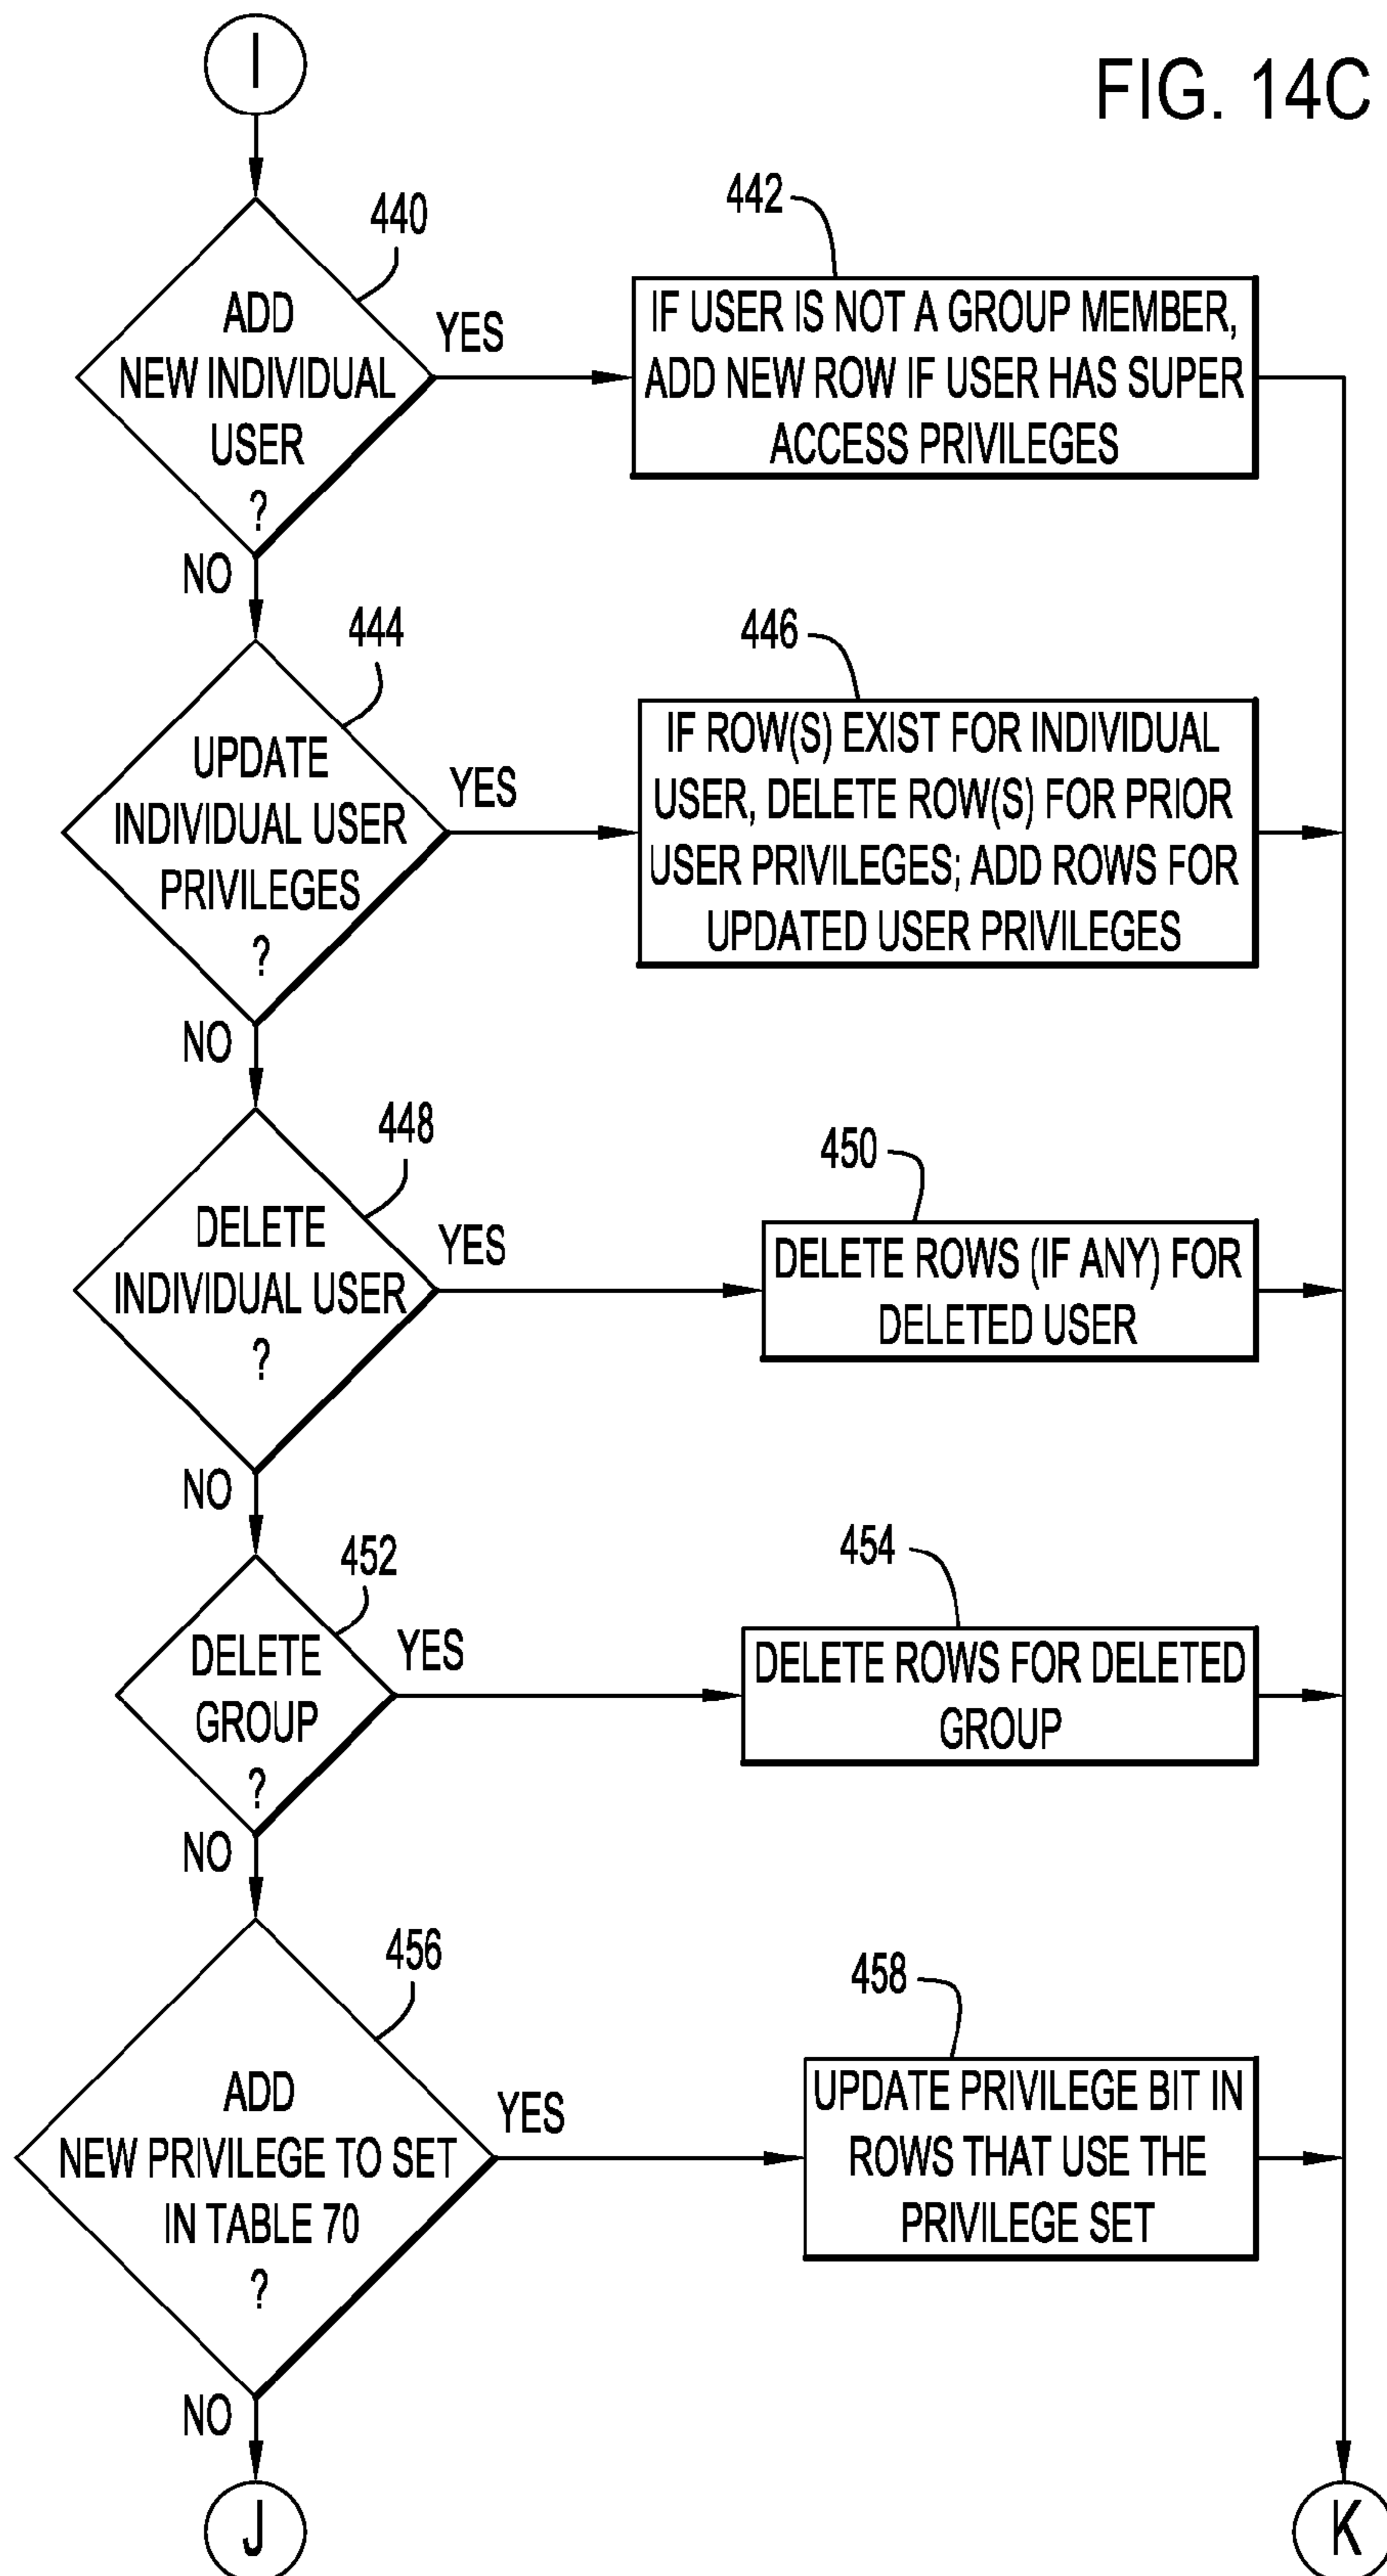 I
FIG. 14C
440
ADD
NEW INDIVIDUAL
USER
?
YES
442
IF USER IS NOT A GROUP MEMBER,
ADD NEW ROW IF USER HAS SUPER
ACCESS PRIVILEGES
NO
444
UPDATE
INDIVIDUAL USER
PRIVILEGES
?
YES
446
IF ROW(S) EXIST FOR INDIVIDUAL
USER, DELETE ROW(S) FOR PRIOR
USER PRIVILEGES; ADD ROWS FOR
UPDATED USER PRIVILEGES
NO
448
DELETE
INDIVIDUAL USER
?
YES
450
DELETE ROWS (IF ANY) FOR
DELETED USER
NO
452
DELETE
GROUP
?
YES
454
DELETE ROWS FOR DELETED
GROUP
NO
456
ADD
NEW PRIVILEGE TO SET
IN TABLE 70
?
YES
458
UPDATE PRIVILEGE BIT IN
ROWS THAT USE THE
PRIVILEGE SET
NO
J
K